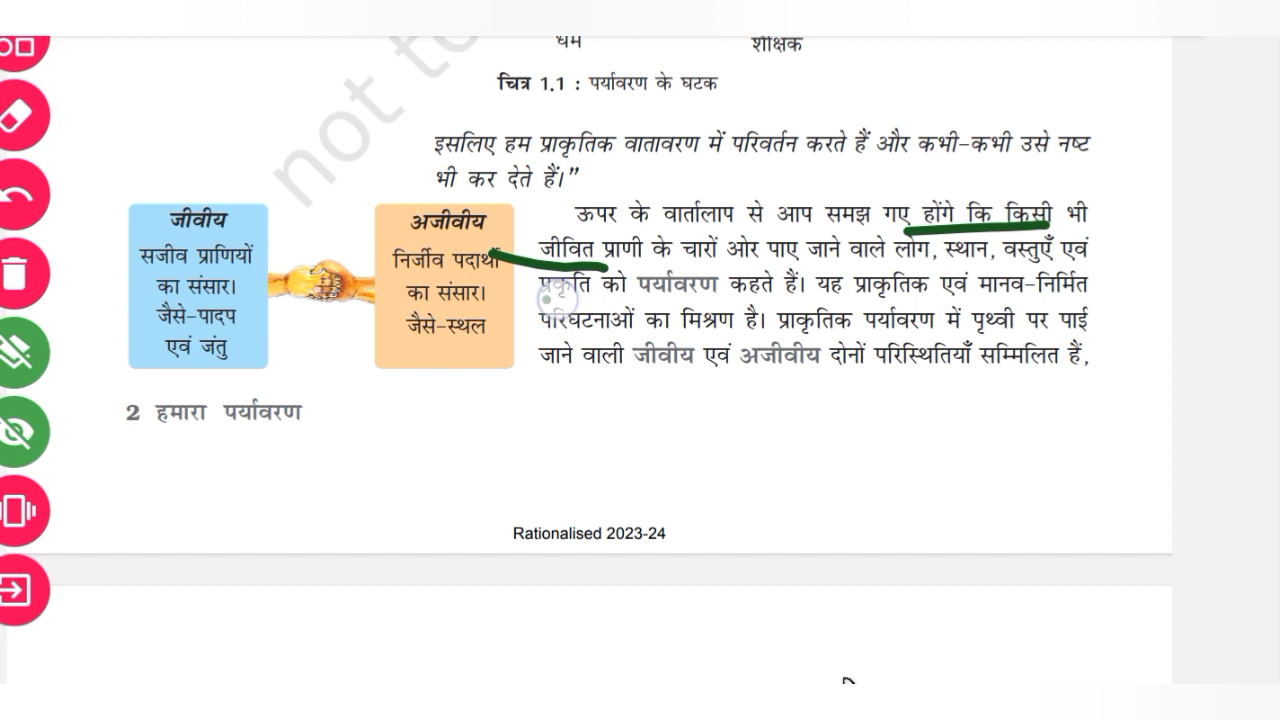 not to
धर्म
शैक्षिक
चित्र 1.1 : पर्यावरण के घटक
इसलिए हम प्राकृतिक वातावरण में परिवर्तन करते हैं और कभी-कभी उसे नष्ट
भी कर देते हैं।”
जीवीय
सजीव प्राणियों
का संसार।
जैसे-पादप
एवं जंतु
अजीवीय
निर्जीव पदार्थों
का संसार।
जैसे-स्थल
ऊपर के वार्तालाप से आप समझ गए होंगे कि किसी भी
जीवित प्राणी के चारों ओर पाए जाने वाले लोग, स्थान, वस्तुएँ एवं
प्रकृति को पर्यावरण कहते हैं। यह प्राकृतिक एवं मानव-निर्मित
परिघटनाओं का मिश्रण है। प्राकृतिक पर्यावरण में पृथ्वी पर पाई
जाने वाली जीवीय एवं अजीवीय दोनों परिस्थितियाँ सम्मिलित हैं,
2 हमारा पर्यावरण
Rationalised 2023-24